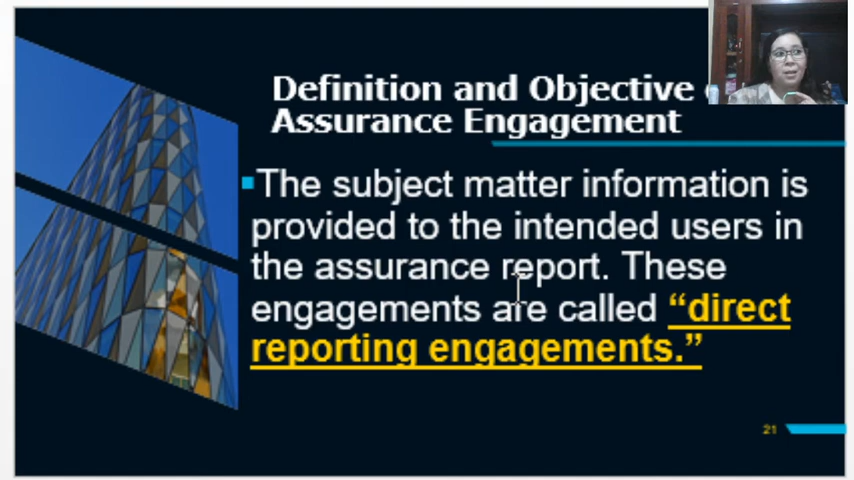 Definition and Objective
Assurance Engagement
The subject matter information is
provided to the intended users in
the assurance report. These
engagements are called “direct
reporting engagements.”
21